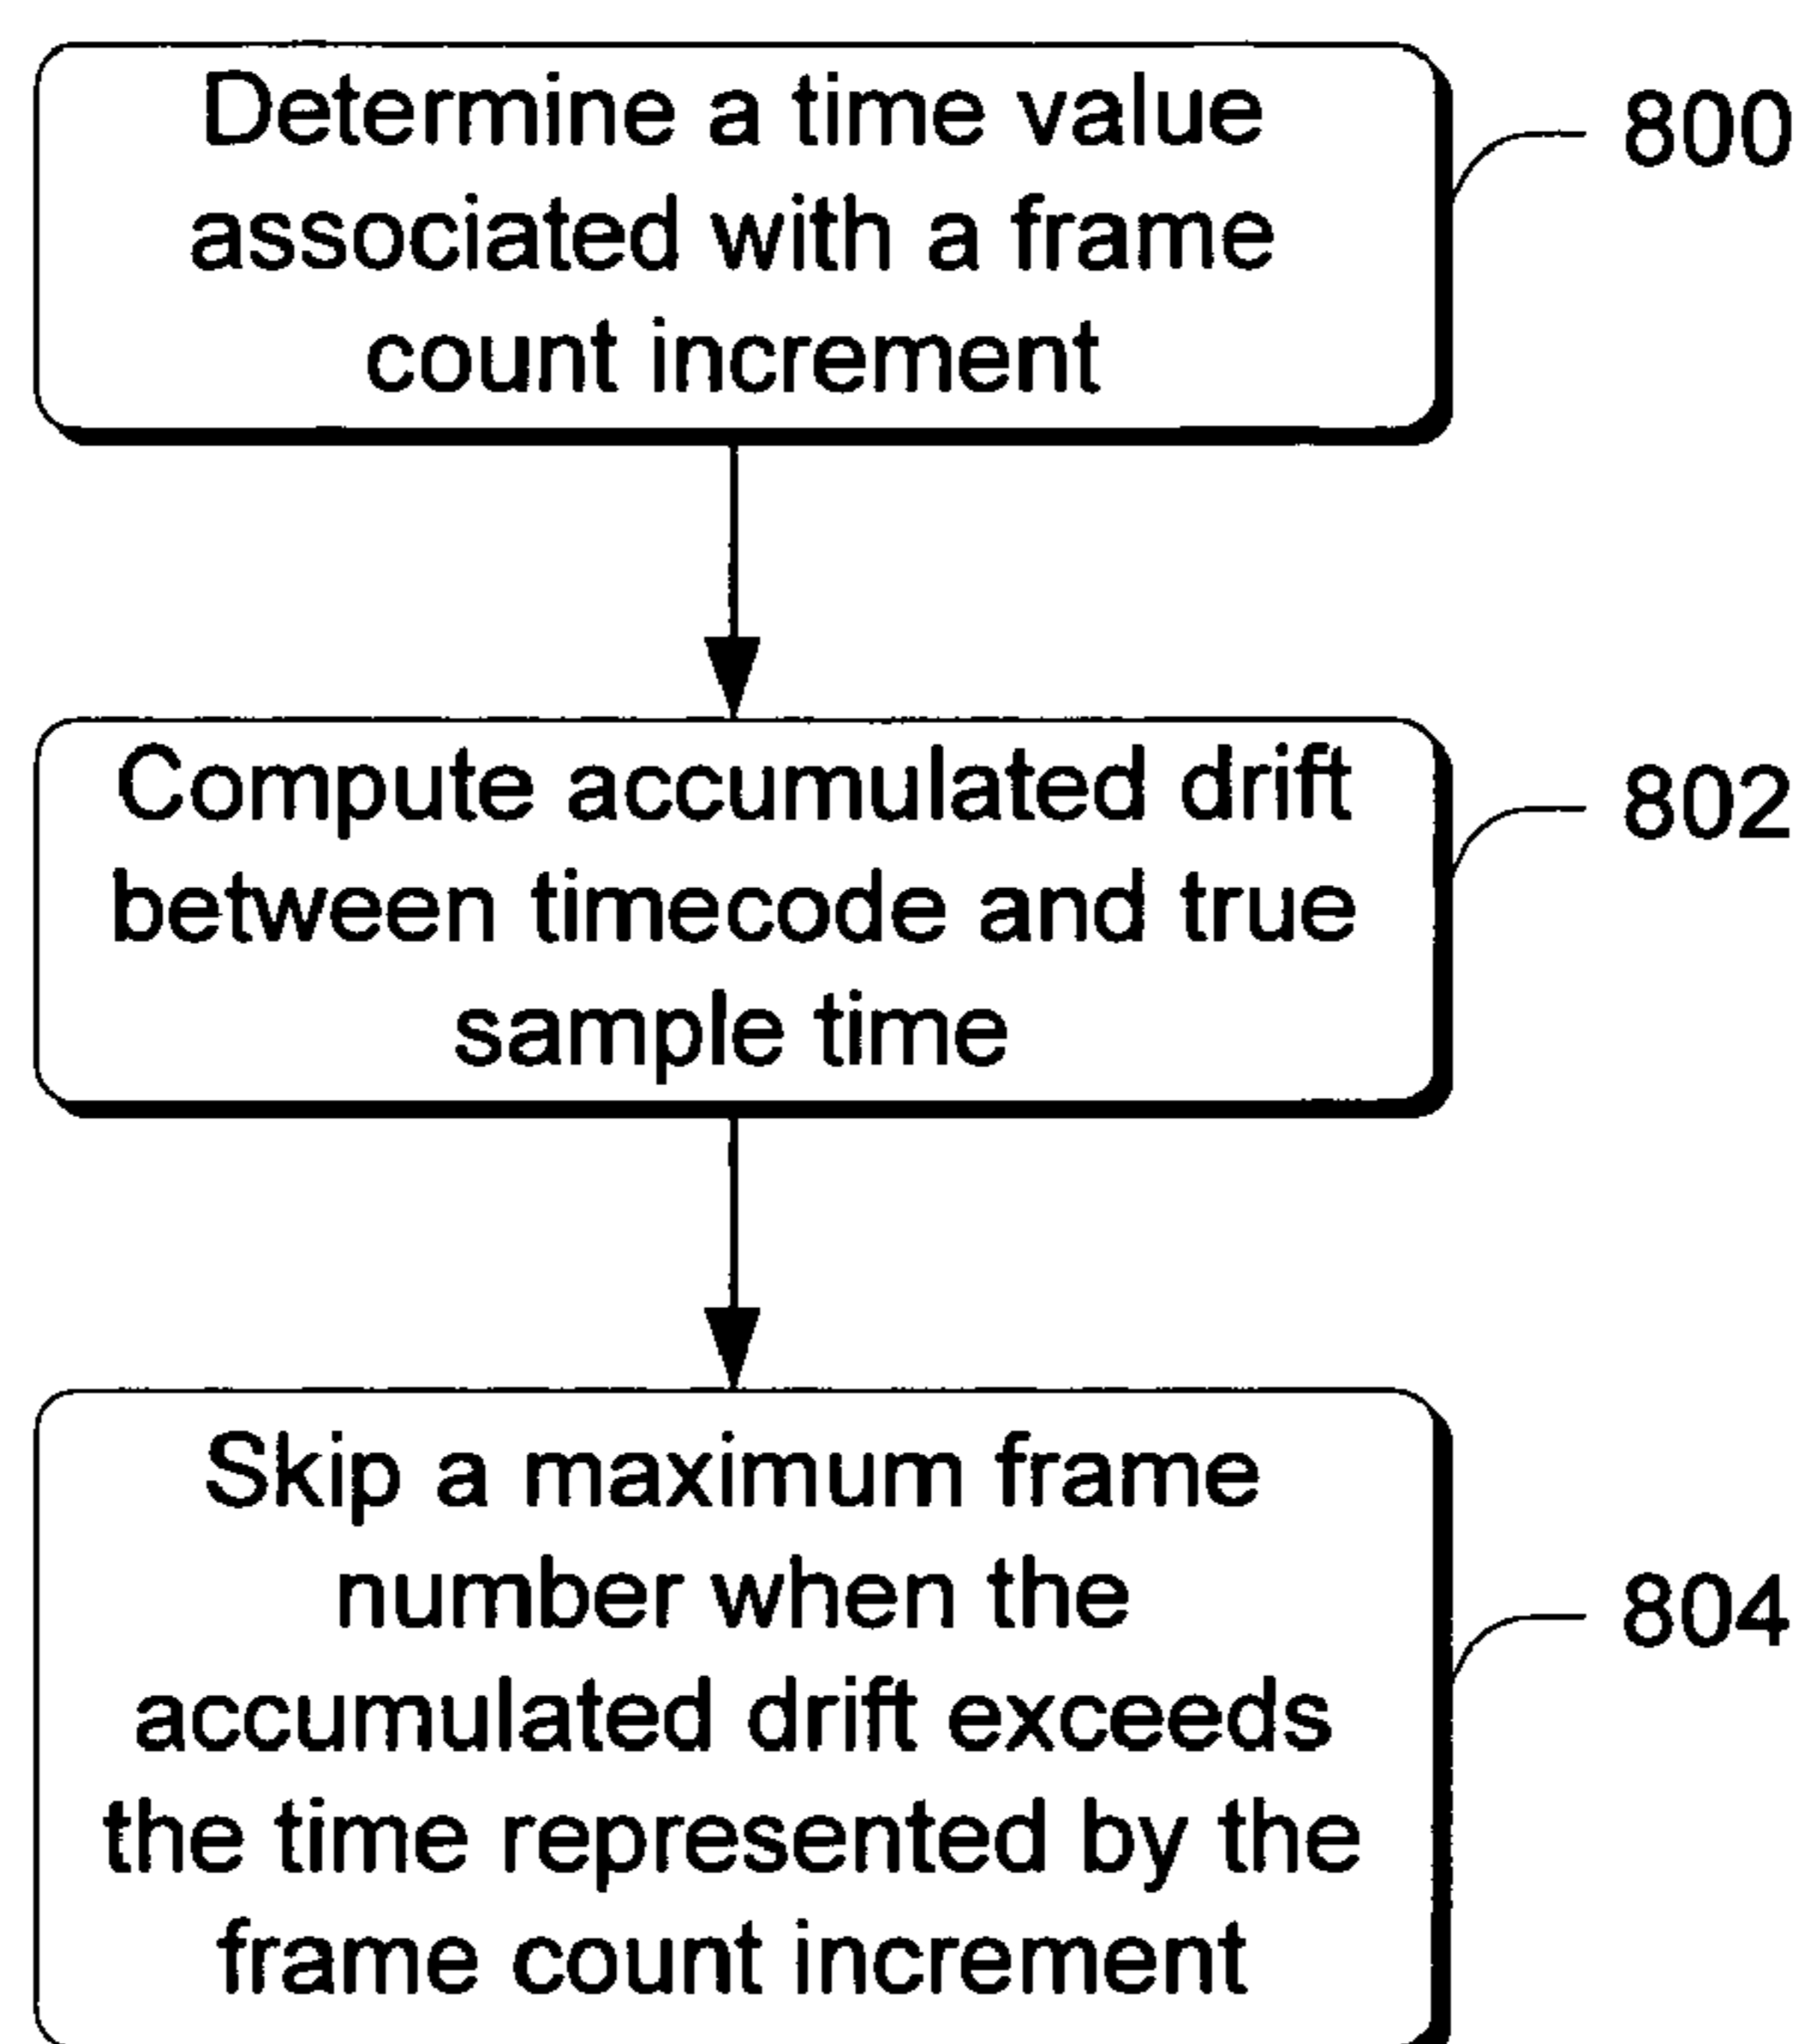 Determine a time value
associated with a frame
count increment
800
Compute accumulated drift
between timecode and true
sample time
802
Skip a maximum frame
number when the
accumulated drift exceeds
the time represented by the
frame count increment
804